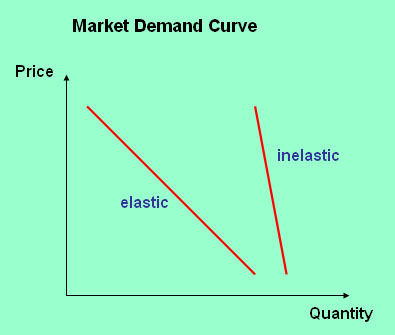 Market Demand Curve
Price
inelastic
elastic
Quantity